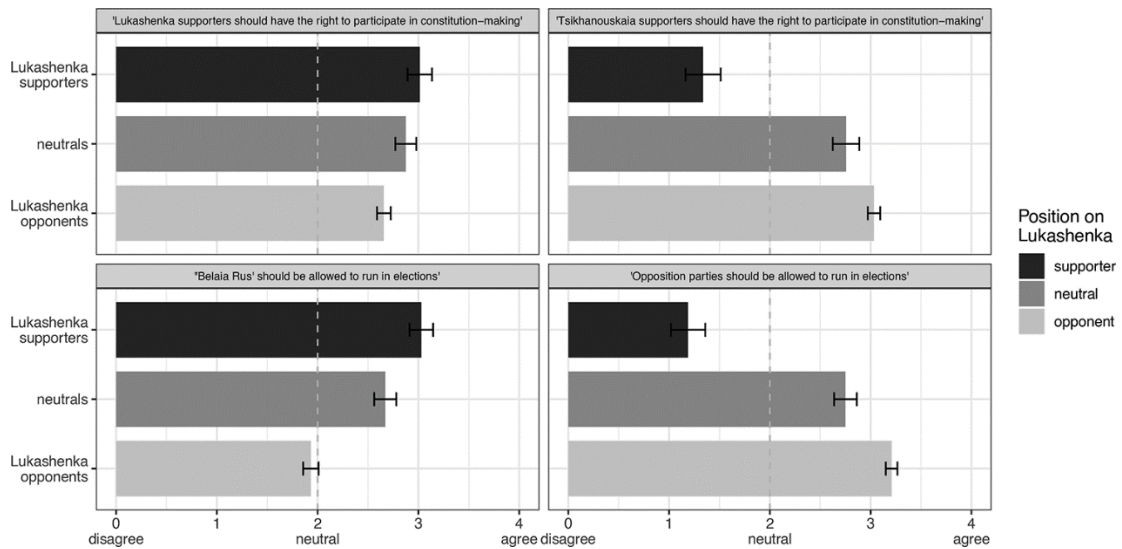 'Lukashenka supporters should have the right to participate in constitution−making'
'Tsikhanouskaia supporters should have the right to participate in constitution−making'
Lukashenka
supporters
neutrals
Lukashenka
opponents
"Belaia Rus' should be allowed to run in elections'
'Opposition parties should be allowed to run in elections'
Lukashenka
supporters
neutrals
Lukashenka
opponents
0 1 2 3 4 0 1 2 3 4
disagree neutral agree disagree neutral agree
Position on
Lukashenka
supporter
neutral
opponent